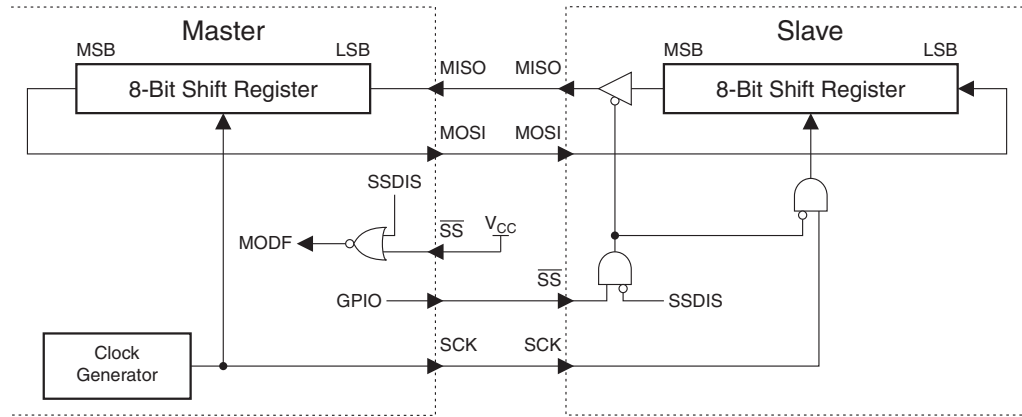 Master
Slave
MSB
LSB
MISO
MISO
MSB
LSB
8-Bit Shift Register
8-Bit Shift Register
MOSI
MOSI
SSDIS
SS
VCC
MODF
SS
GPIO
SSDIS
SCK
SCK
Clock
Generator